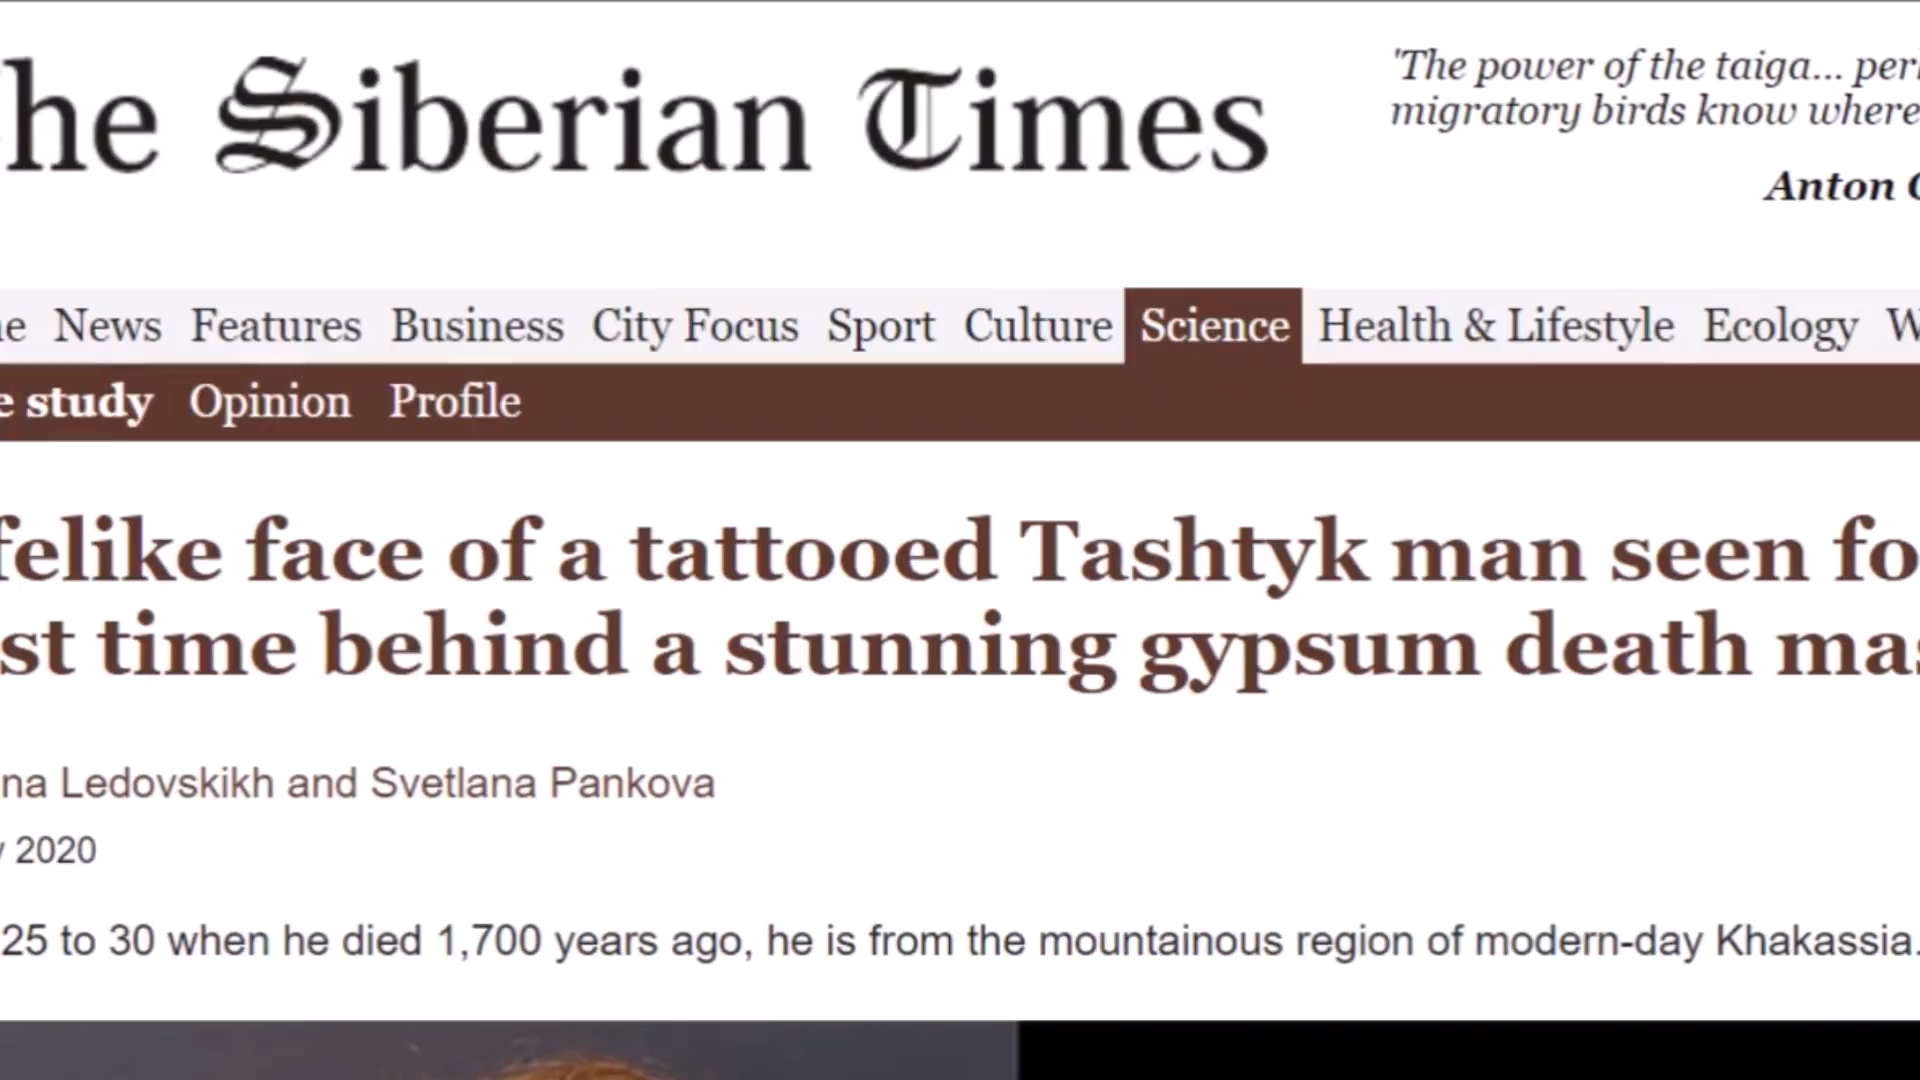 he Siberian Times
'The power of the taiga...
migratory birds know where
Anton
News Features Business City Focus Sport Culture Science Health & Lifestyle Ecology
study Opinion Profile
felike face of a tattooed Tashtyk man seen fo
st time behind a stunning gypsum death mas
na Ledovskikh and Svetlana Pankova
2020
25 to 30 when he died 1,700 years ago, he is from the mountainous region of modern-day Khakassia.